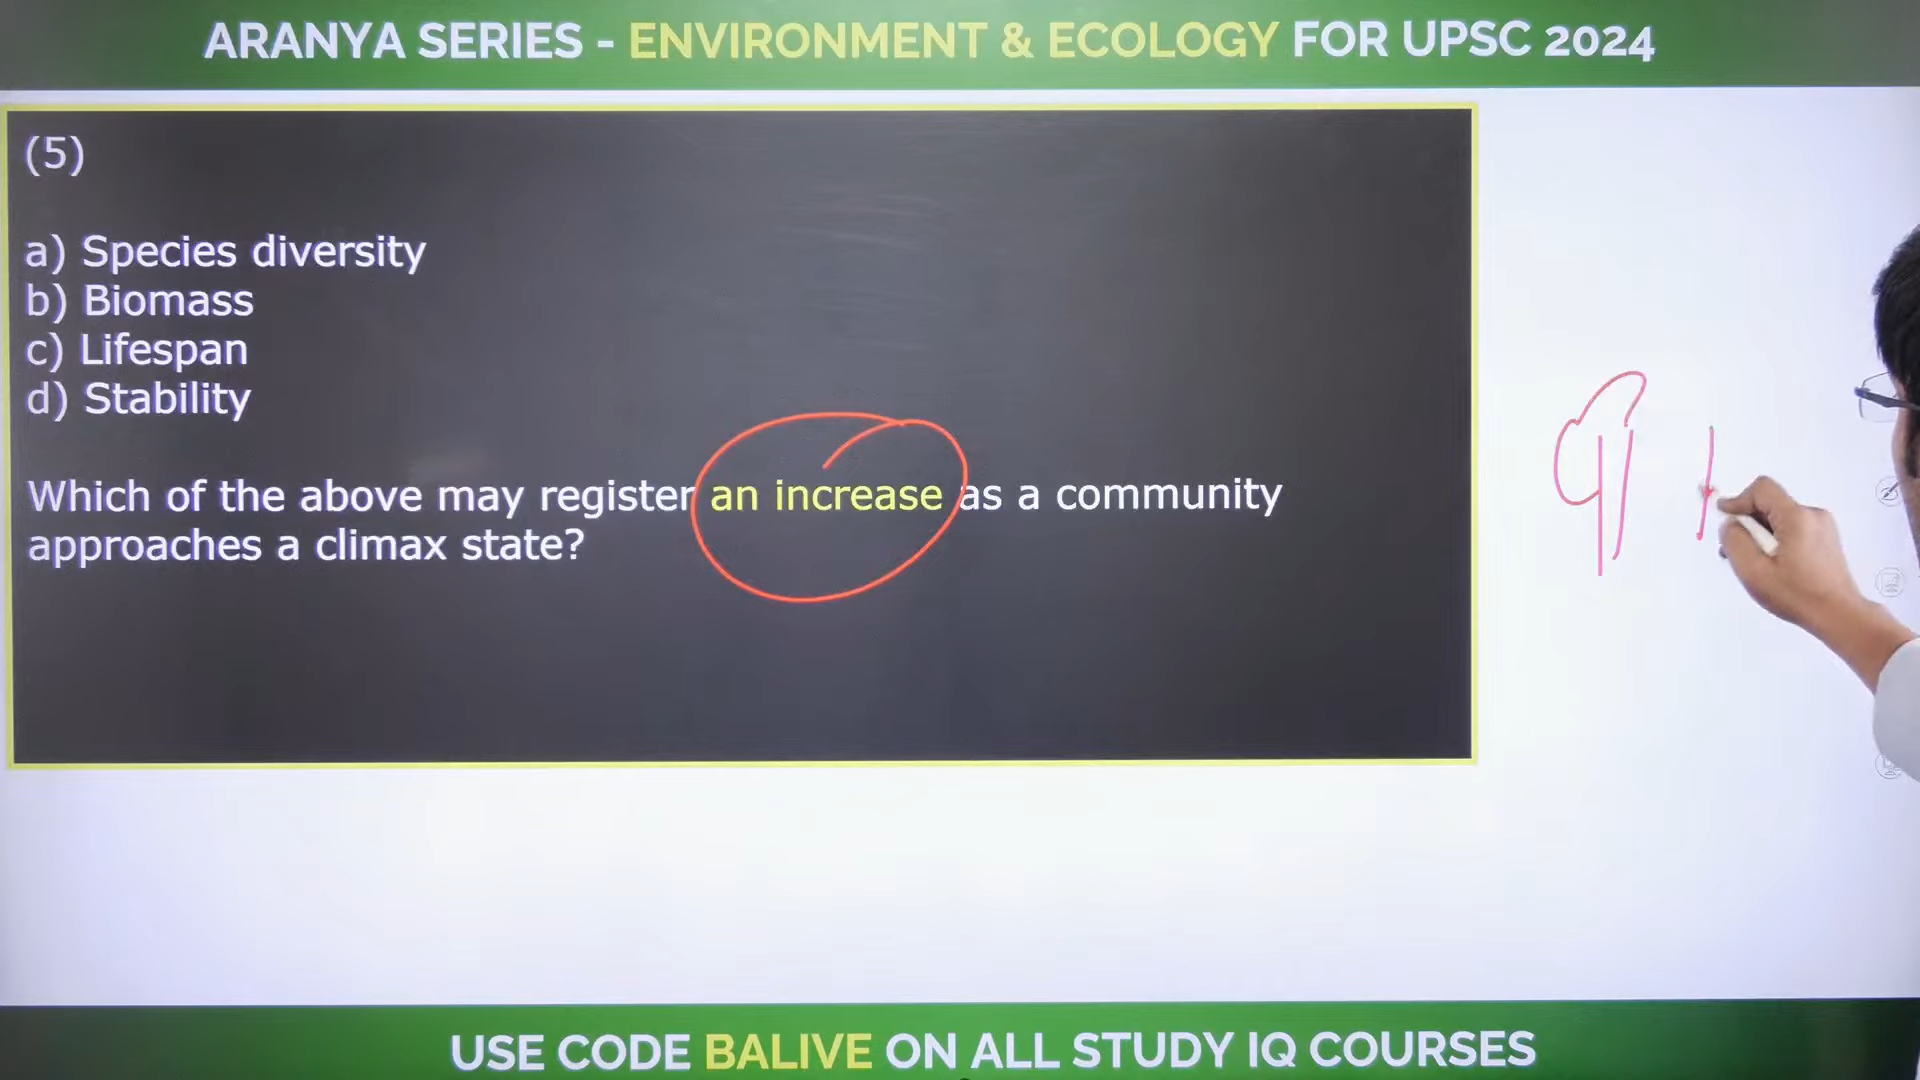 ARANYA SERIES - ENVIRONMENT & ECOLOGY FOR UPSC 2024
(5)
a) Species diversity
b) Biomass
c) Lifespan
d) Stability
Which of the above may register an increase as a community
approaches a climax state?
USE CODE BALIVE ON ALL STUDY IQ COURSES